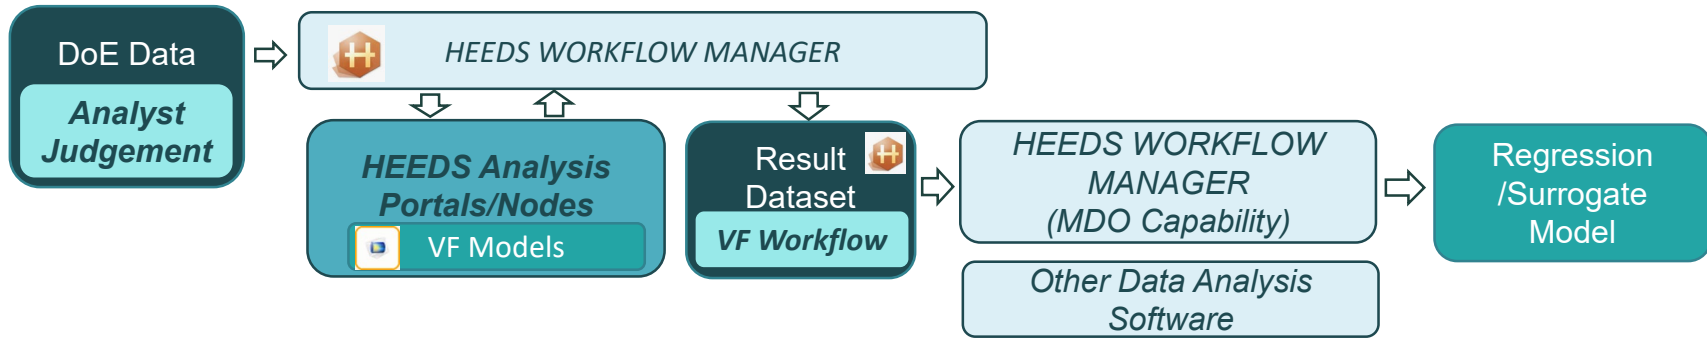 DoE Data
Analyst
Judgement
HEEDS WORKFLOW MANAGER
HEEDS Analysis
Portals/Nodes
VF Models
Result
Dataset
VF Workflow
HEEDS WORKFLOW
MANAGER
(MDO Capability)
Other Data Analysis
Software
Regression
/Surrogate
Model